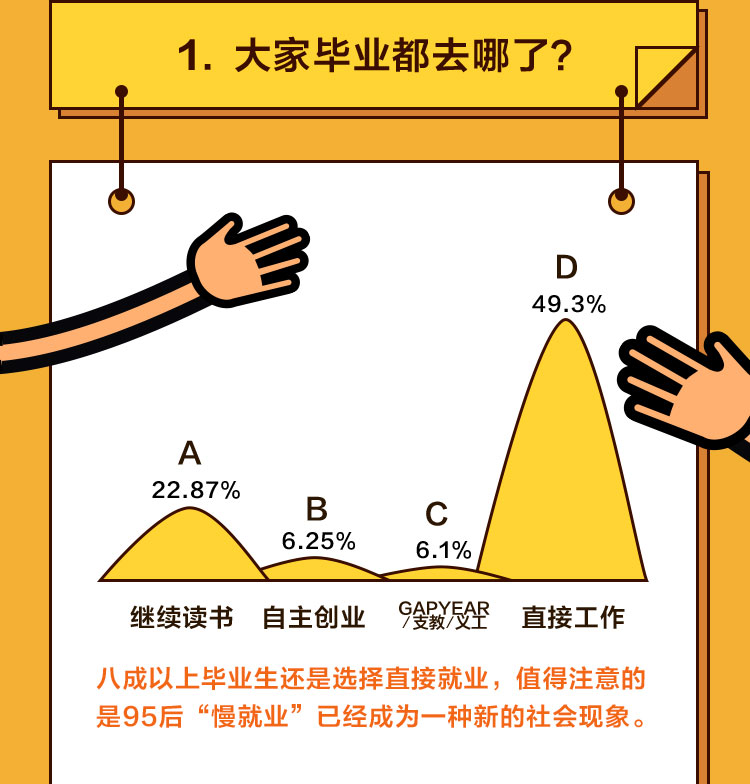 1. 大家毕业都去哪了?
D
49.3%
A
22.87%
B
6.25%
C
6.1%
继续读书
自主创业
GAPYEAR
/支教/义工
直接工作
八成以上毕业生还是选择直接就业，值得注意的
是95后“慢就业”已经成为一种新的社会现象。